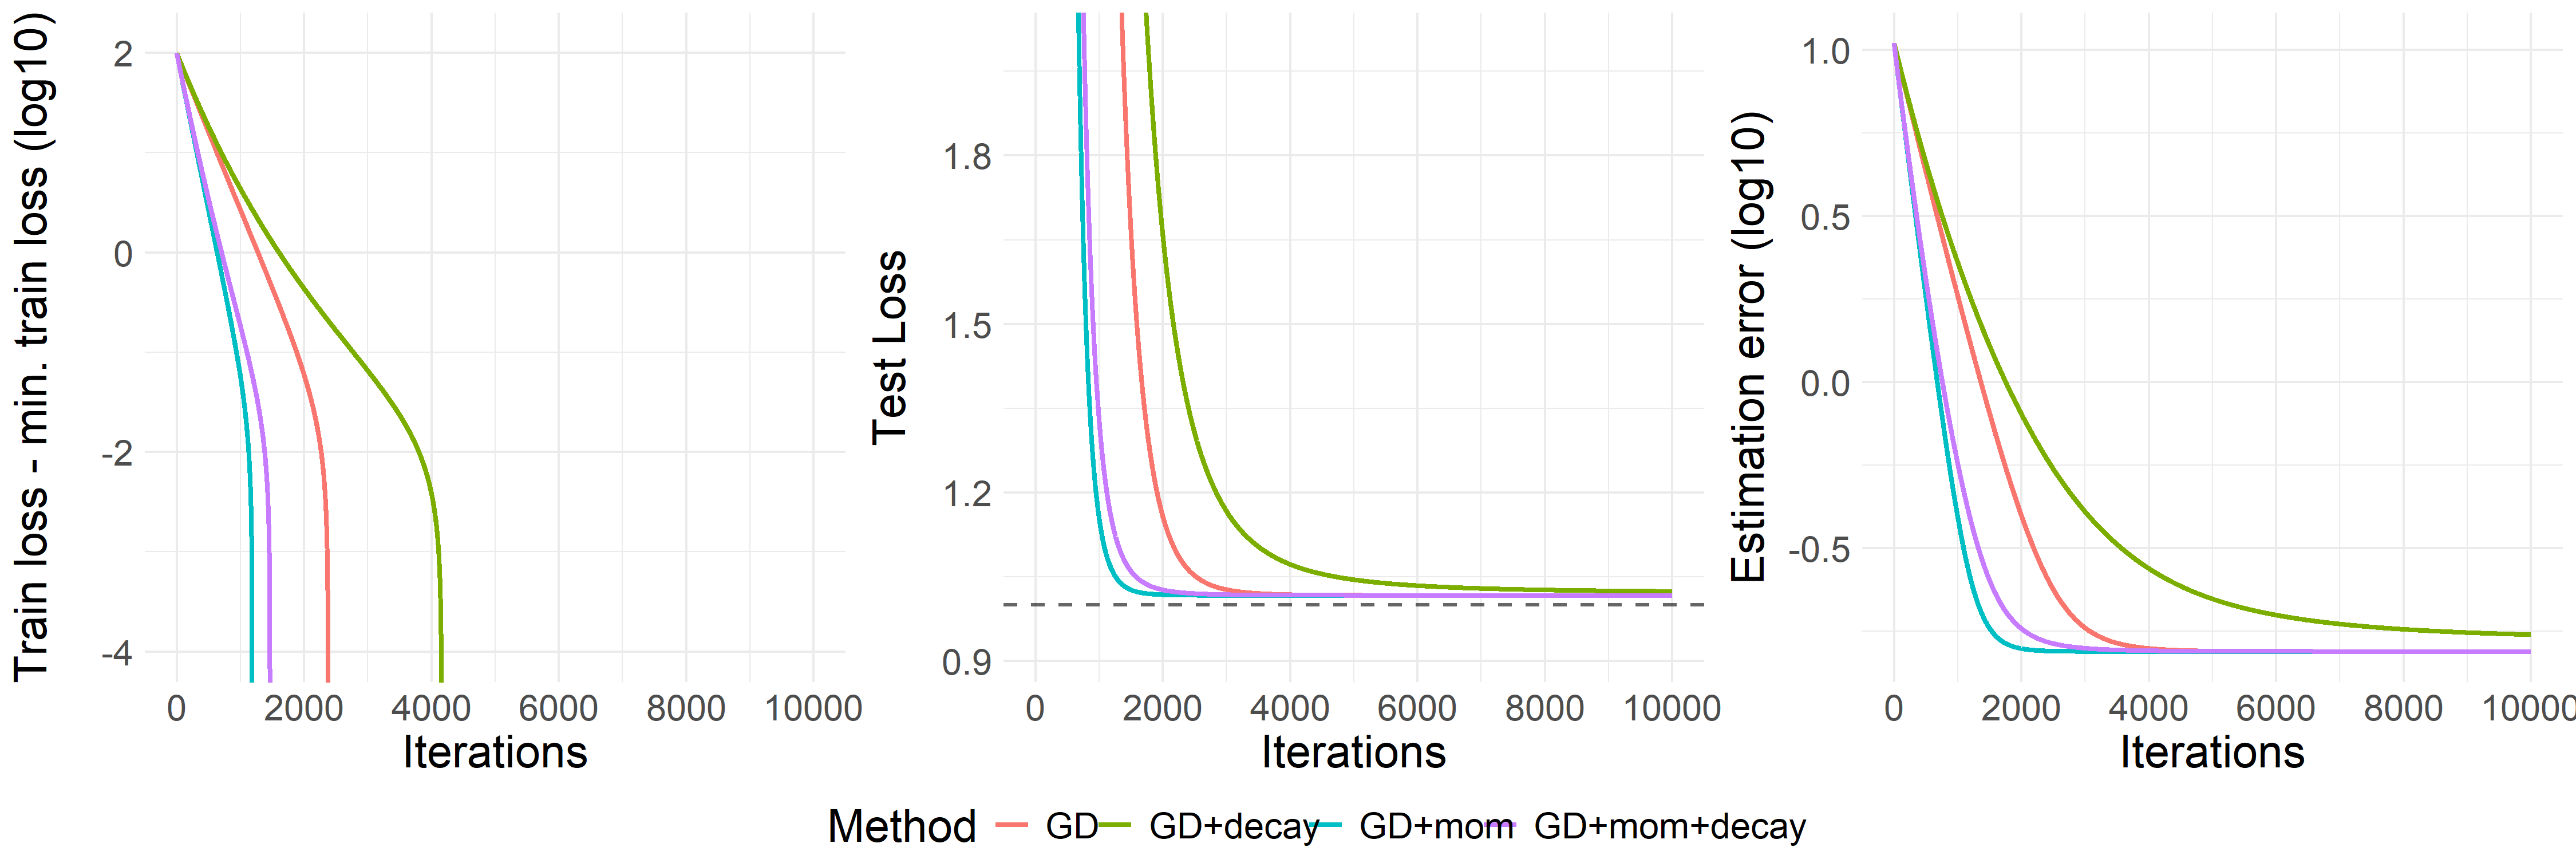 Train loss - min. train loss (log10)
2
0
-2
-4
0 2000 4000 6000 8000 10000
Iterations
Test Loss
1.8
1.5
1.2
0.9
0 2000 4000 6000 8000 10000
Iterations
Estimation error (log10)
1.0
0.5
0.0
-0.5
0 2000 4000 6000 8000 10000
Iterations
Method GD GD+decay GD+mom GD+mom+decay